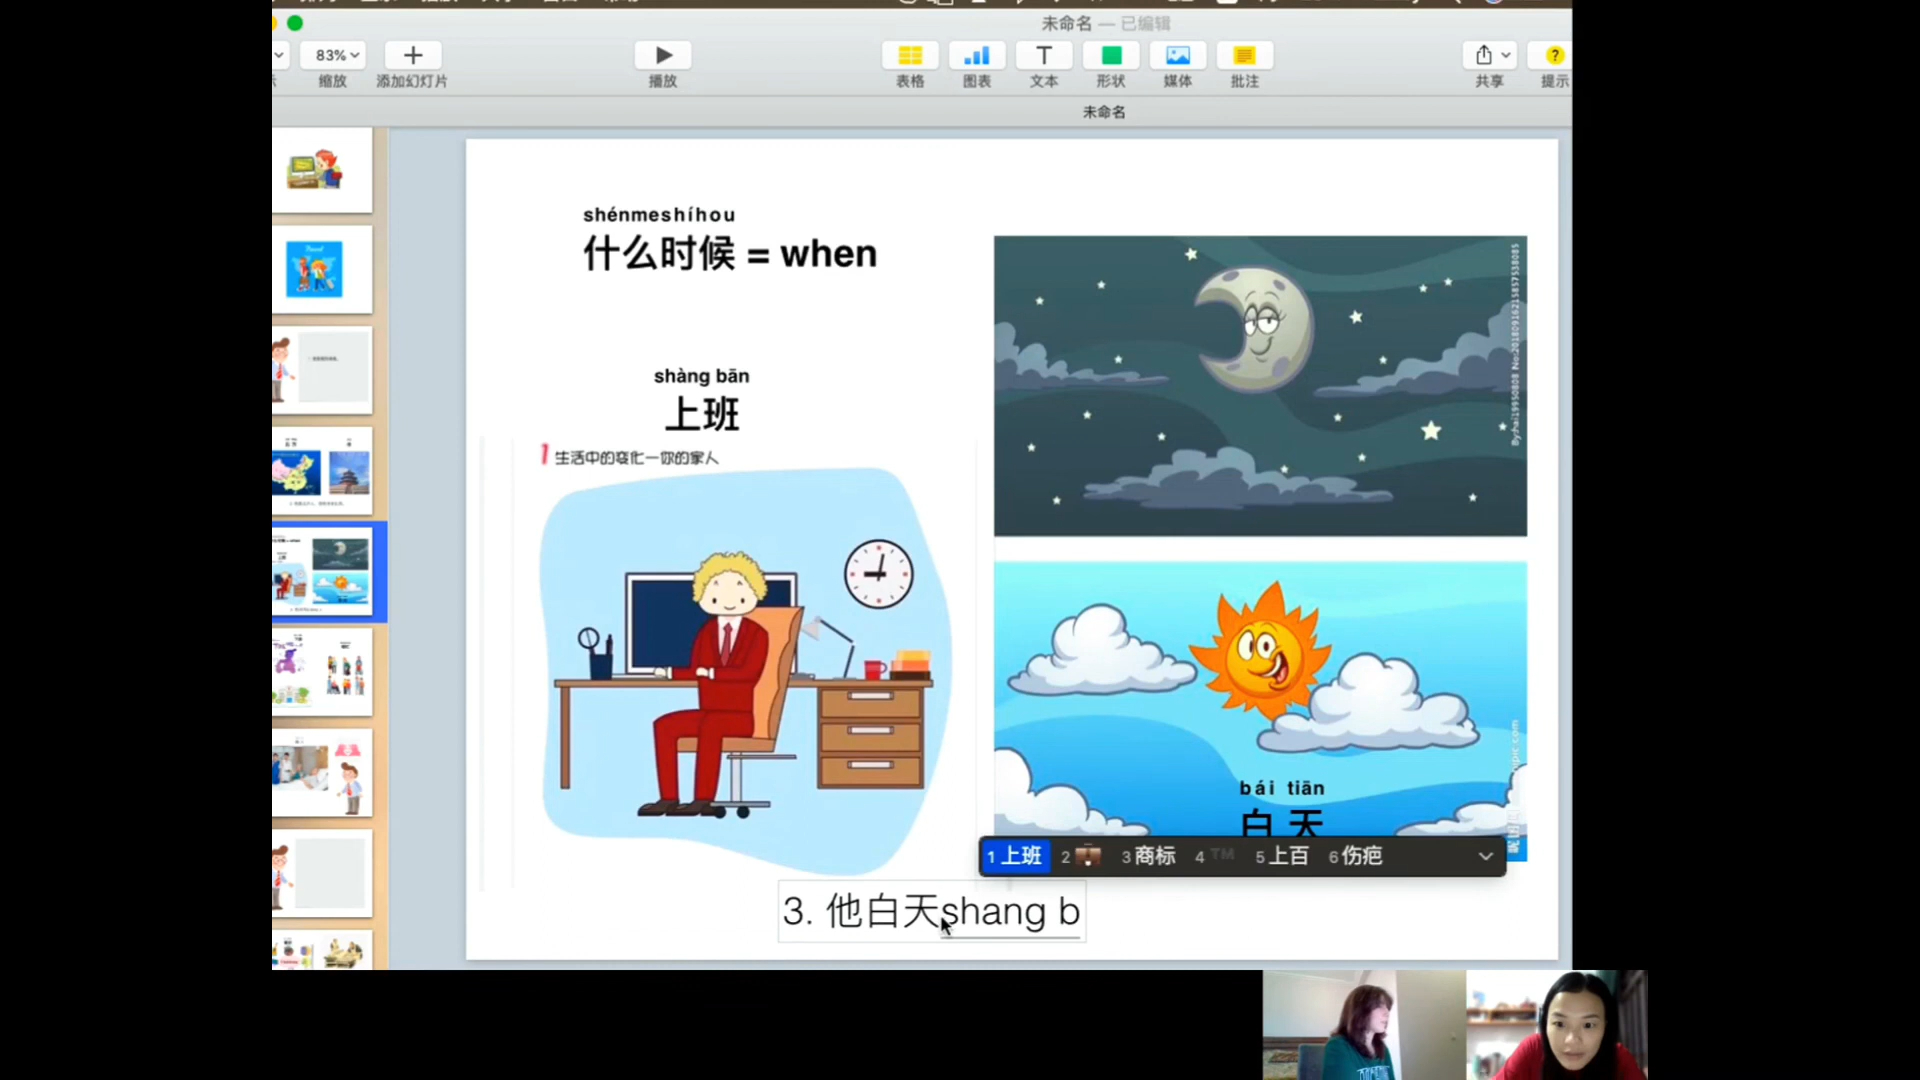 未命名 — 已编辑
83%
缩放
添加幻灯片
播放
表格
图表
文本
形状
媒体
批注
共享
提示
未命名
shénmeshíhou
什么时候 = when
shàng bān
上班
1 生活中的变化—你的家人
bái tiān
白天
1 上班 2 3 商标 4 TM 5 上百 6 伤疤
3. 他白天shang b